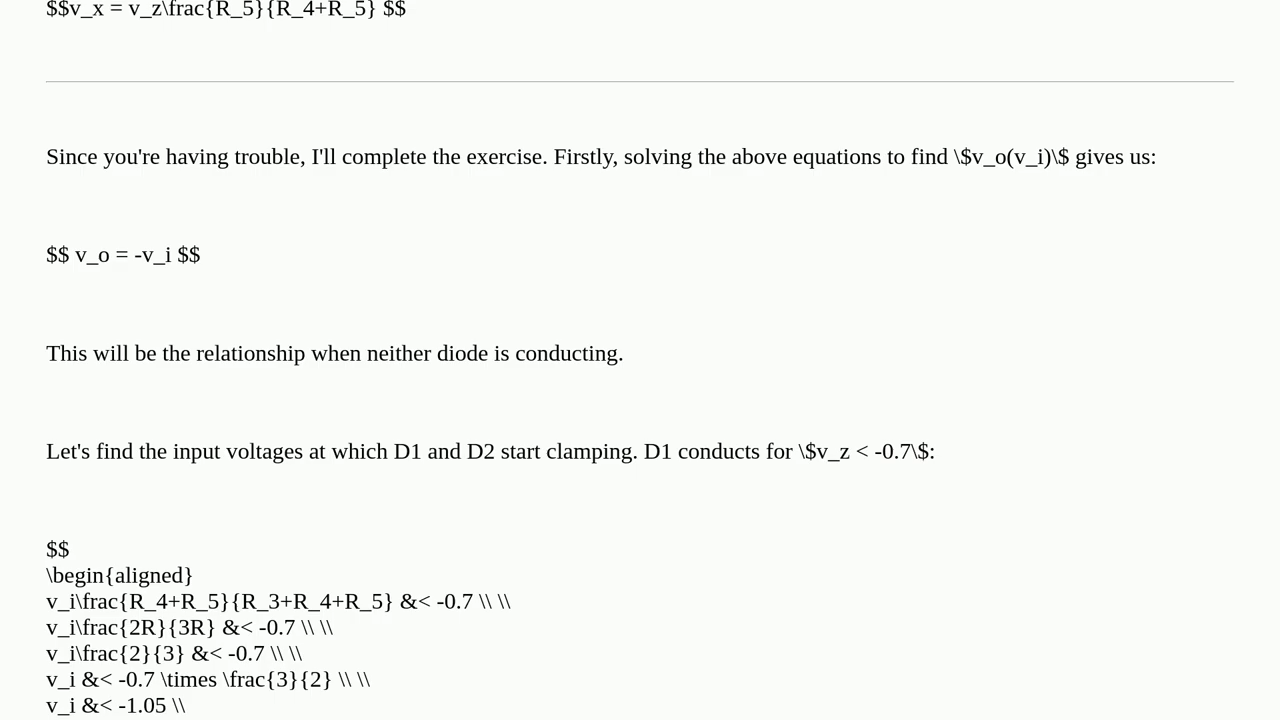 $$v_x = v_z\frac{R_5}{R_4+R_5} $$
Since you're having trouble, I'll complete the exercise. Firstly, solving the above equations to find \$v_o(v_i)\$ gives us:
$$ v_o = -v_i $$
This will be the relationship when neither diode is conducting.
Let's find the input voltages at which D1 and D2 start clamping. D1 conducts for \$v_z < -0.7\$:
$$
\begin{aligned}
v_i\frac{R_4+R_5}{R_3+R_4+R_5} &< -0.7 \\ \\
v_i\frac{2R}{3R} &< -0.7 \\ \\
v_i\frac{2}{3} &< -0.7 \\ \\
v_i &< -0.7 \times \frac{3}{2} \\ \\
v_i &< -1.05 \\